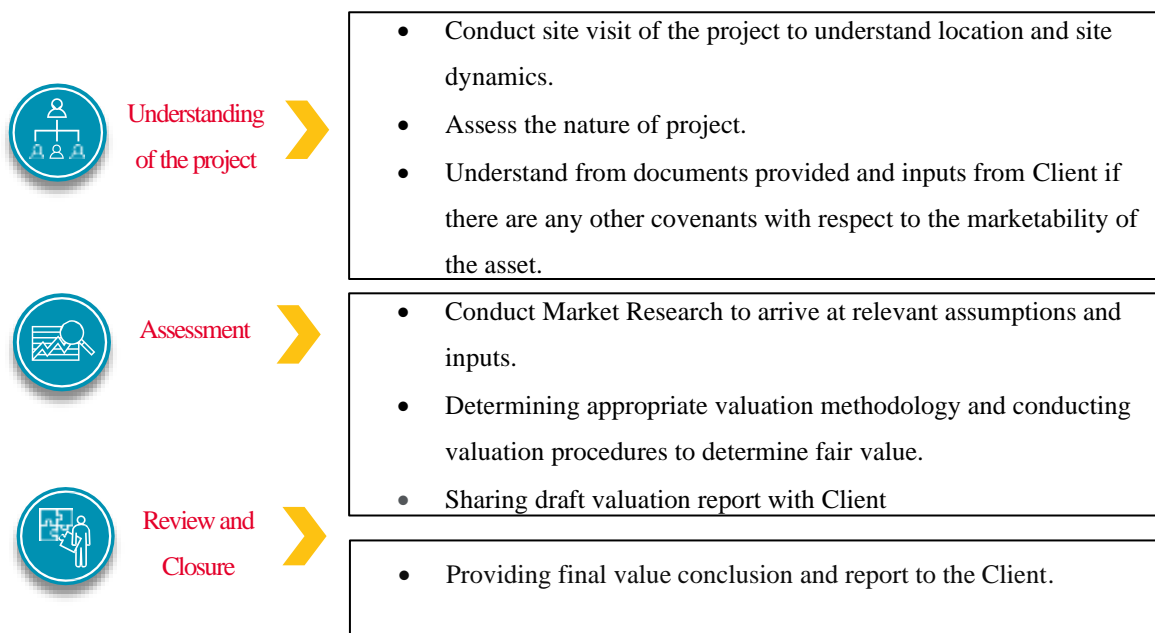 Understanding
of the project
• Conduct site visit of the project to understand location and site
dynamics.
• Assess the nature of project.
• Understand from documents provided and inputs from Client if
there are any other covenants with respect to the marketability of
the asset.
Assessment
• Conduct Market Research to arrive at relevant assumptions and
inputs.
• Determining appropriate valuation methodology and conducting
valuation procedures to determine fair value.
• Sharing draft valuation report with Client
Review and
Closure
• Providing final value conclusion and report to the Client.